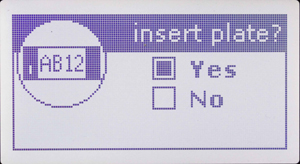 insert plate?
AB12
Yes
No